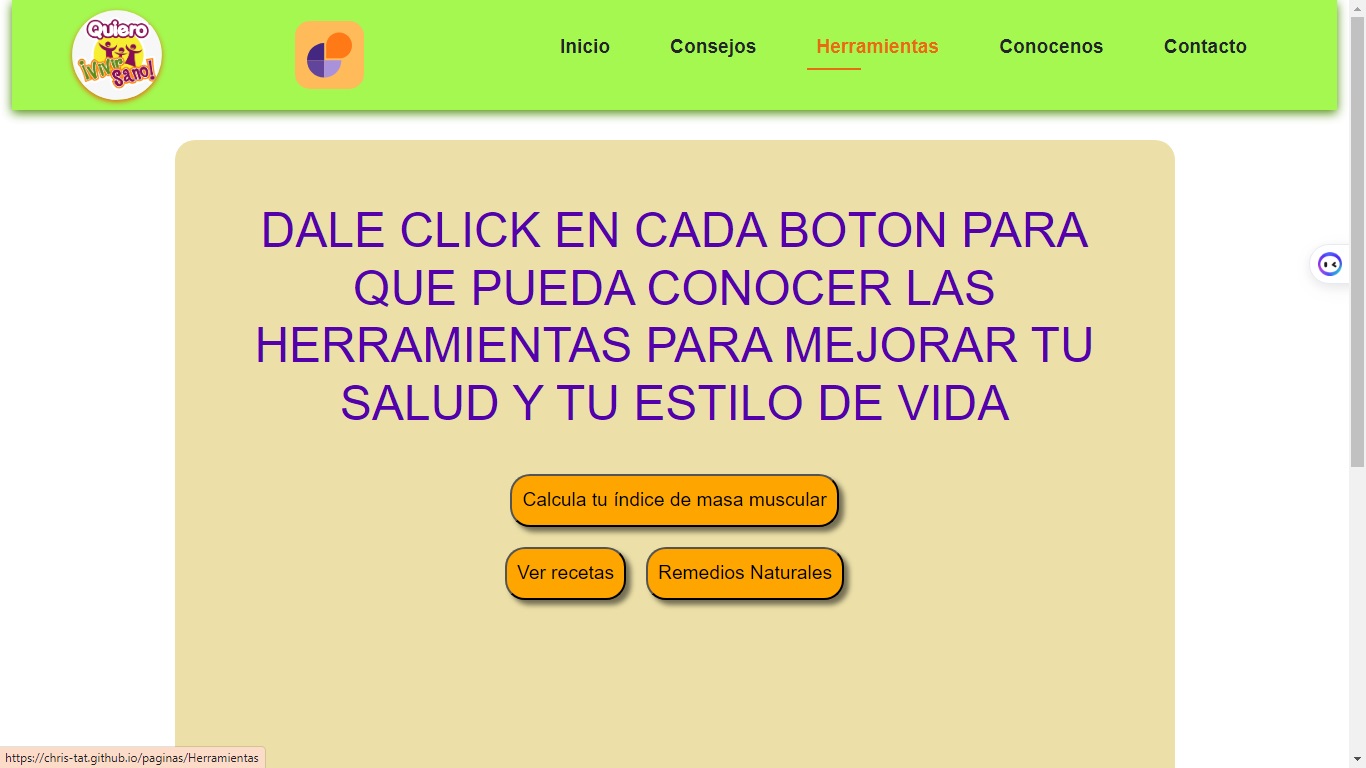 Quiero
¡Vivir
Sano!
Inicio
Consejos
Herramientas
Conocenos
Contacto
DALE CLICK EN CADA BOTON PARA
QUE PUEDA CONOCER LAS
HERRAMIENTAS PARA MEJORAR TU
SALUD Y TU ESTILO DE VIDA
Calcula tu índice de masa muscular
Ver recetas
Remedios Naturales
https://chris-tat.github.io/paginas/Herramientas